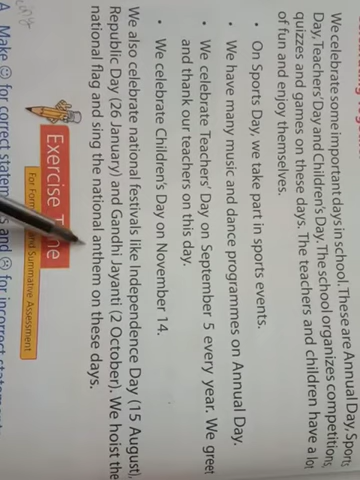 We celebrate some important days in school. These are Annual Day, Sports
Day, Teachers' Day and Children's Day. The school organizes competitions,
quizzes and games on these days. The teachers and children have a lot
of fun and enjoy themselves.
• On Sports Day, we take part in sports events.
• We have many music and dance programmes on Annual Day.
• We celebrate Teachers' Day on September 5 every year. We greet
and thank our teachers on this day.
• We celebrate Children's Day on November 14.
We also celebrate national festivals like Independence Day (15 August),
Republic Day (26 January) and Gandhi Jayanti (2 October). We hoist the
national flag and sing the national anthem on these days.
Exercise
For and Summative Assessment
A Make ☺ for correct and ☹ for incorrect